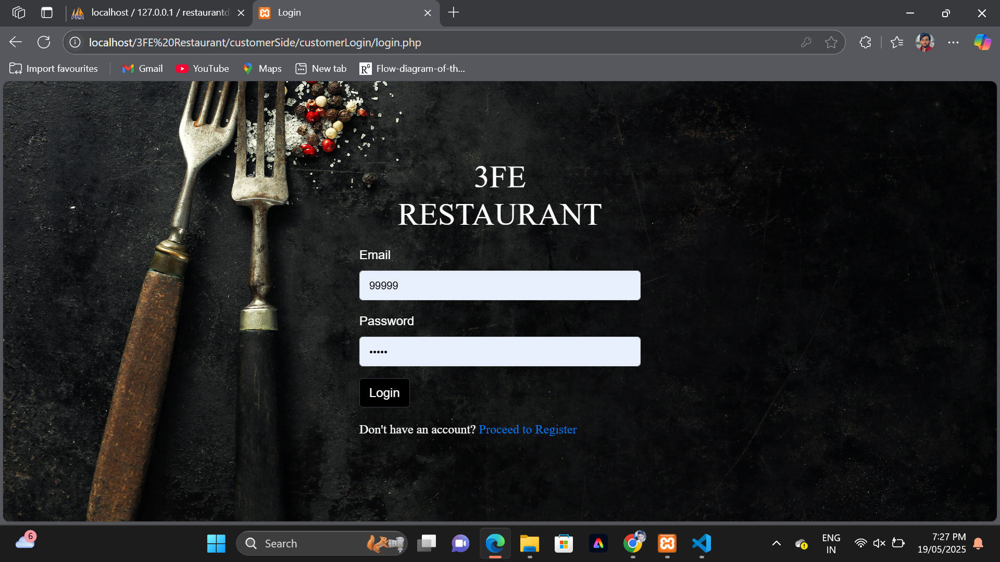 localhost / 127.0.0.1 / restaurantd
Login
localhost/3FE%20Restaurant/customerSide/customerLogin/login.php
Import favourites
Gmail
YouTube
Maps
New tab
RG
Flow-diagram-of-th...
3FE
RESTAURANT
Email
99999
Password
•••••
Login
Don't have an account? Proceed to Register
6
Search
ENG
IN
7:27 PM
19/05/2025